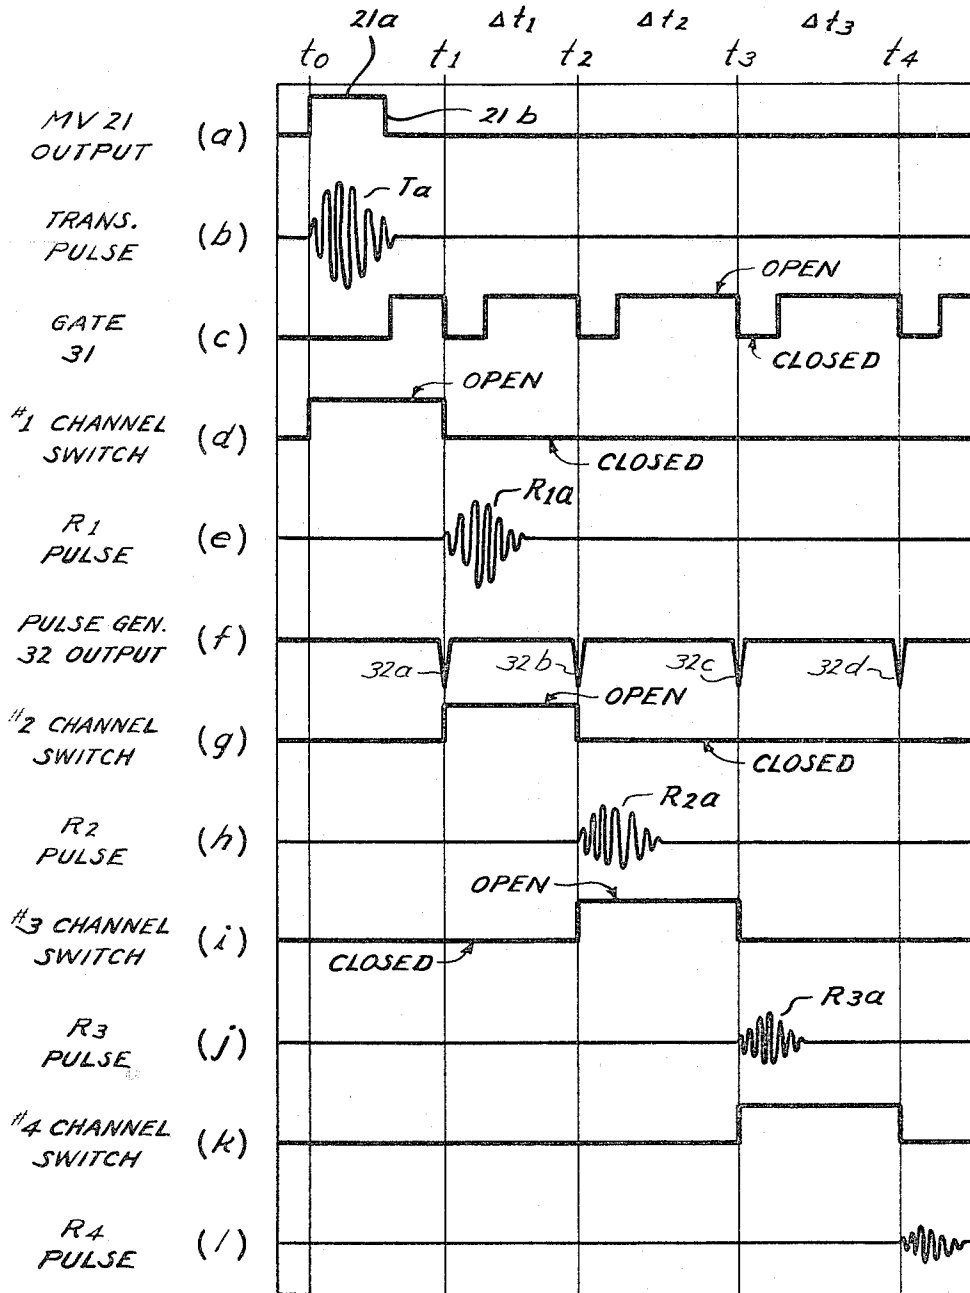 21a Δt1 Δt2 Δt3
t0 t1 t2 t3 t4
MV 21
OUTPUT (a) 21b
TRANS.
PULSE (b) Ta
GATE
31 (c) OPEN
CLOSED
#1 CHANNEL
SWITCH (d) OPEN
CLOSED
R1
PULSE (e) R1a
PULSE GEN.
32 OUTPUT (f) 32a 32b 32c 32d
#2 CHANNEL
SWITCH (g) OPEN
CLOSED
R2
PULSE (h) R2a
#3 CHANNEL
SWITCH (i) OPEN
CLOSED
R3
PULSE (j) R3a
#4 CHANNEL
SWITCH (k)
R4
PULSE (l)